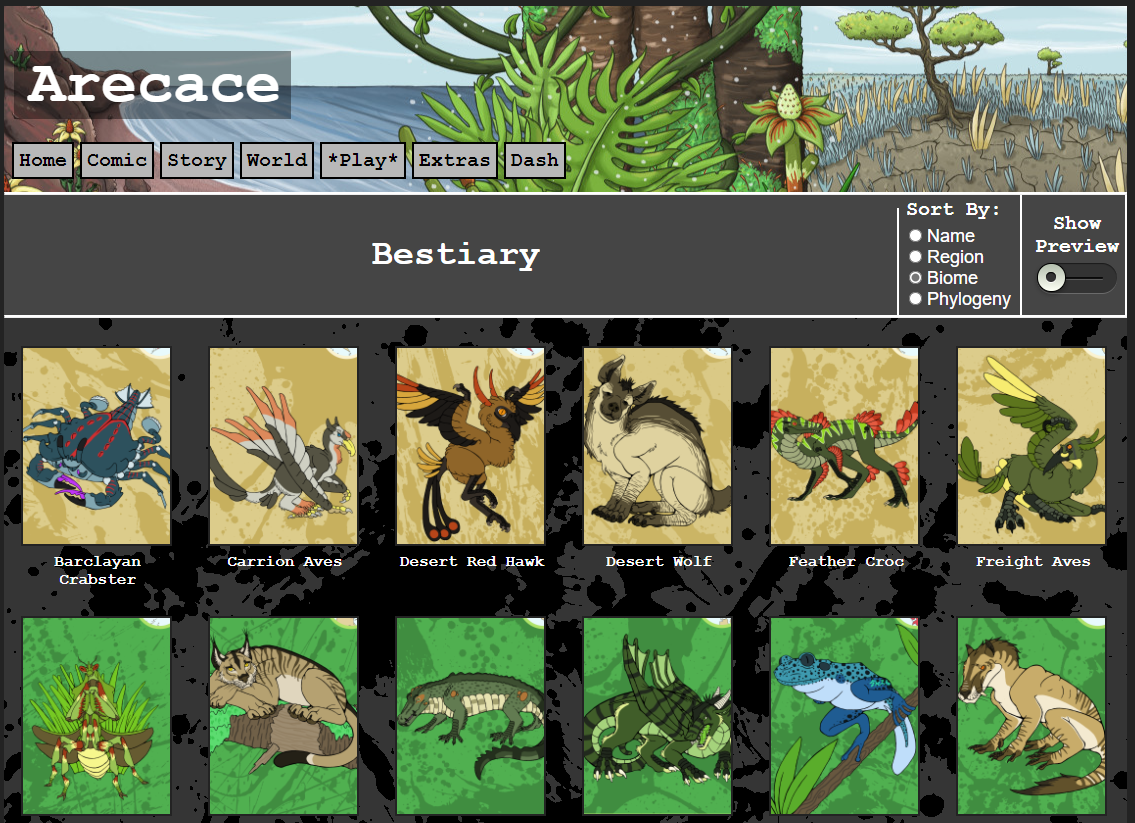 Arecace
Home Comic Story World *Play* Extras Dash
Bestiary
Sort By:
Name
Region
Biome
Phylogeny
Show
Preview
Barclayan
Crabster
Carrion Aves
Desert Red Hawk
Desert Wolf
Feather Croc
Freight Aves